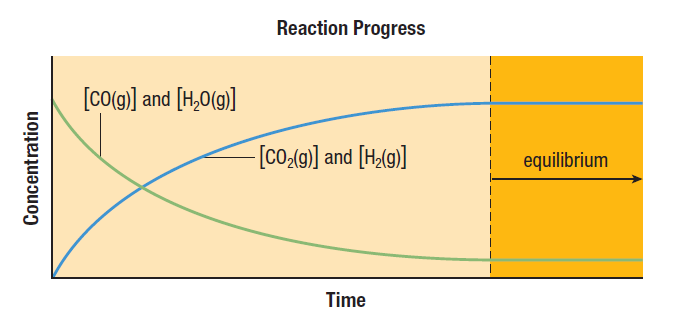 Reaction Progress
[CO(g)] and [H₂O(g)]
[CO₂(g)] and [H₂(g)]
equilibrium
Concentration
Time